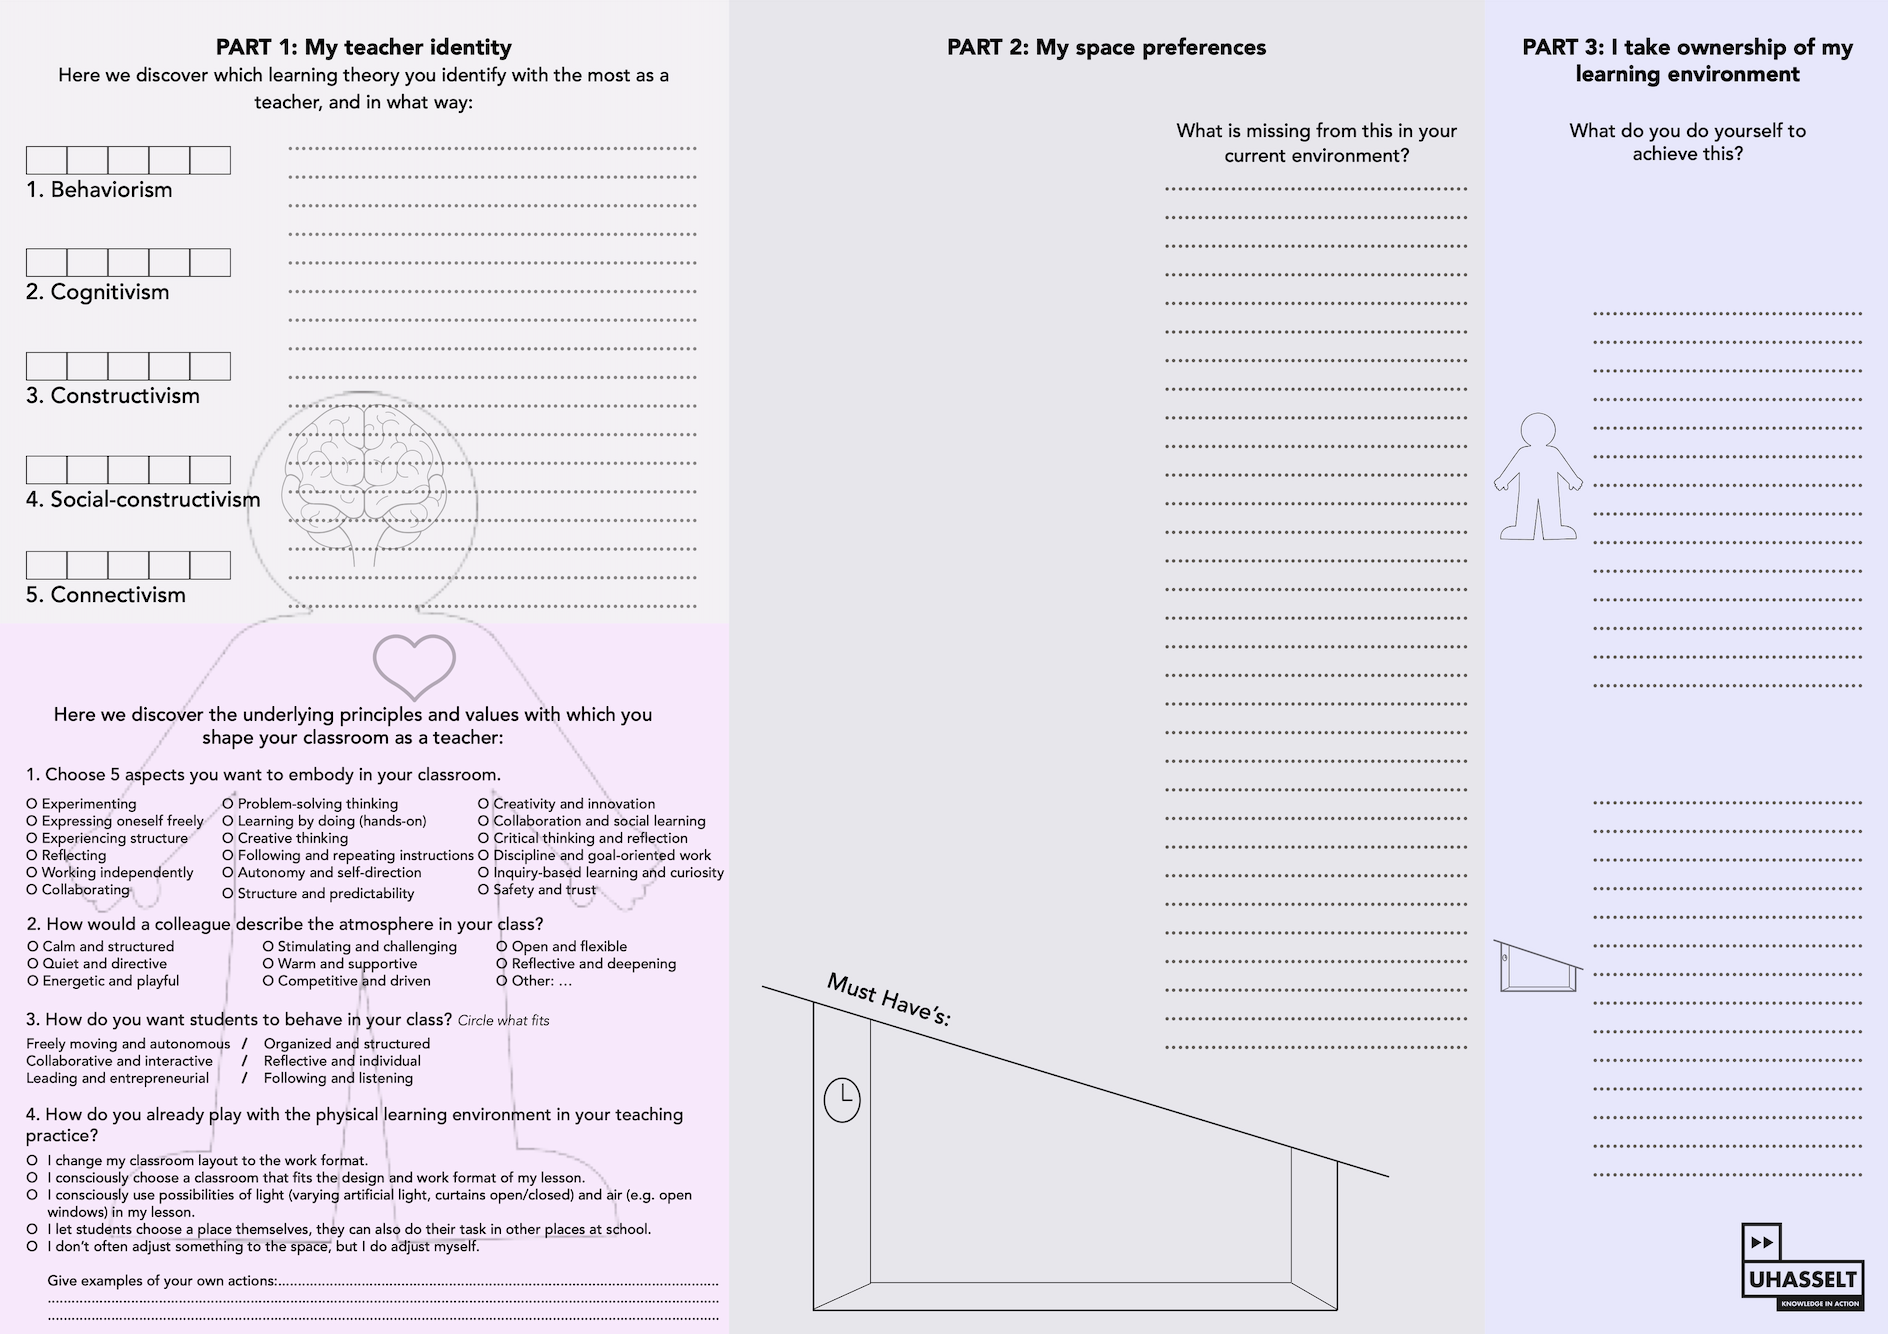 PART 1: My teacher identity
Here we discover which learning theory you identify with the most as a
teacher, and in what way:
1. Behaviorism
2. Cognitivism
3. Constructivism
4. Social-constructivism
5. Connectivism
Here we discover the underlying principles and values with which you
shape your classroom as a teacher:
1. Choose 5 aspects you want to embody in your classroom.
O Experimenting
O Expressing oneself freely
O Experiencing structure
O Reflecting
O Working independently
O Collaborating
O Problem-solving thinking
O Learning by doing (hands-on)
O Creative thinking
O Following and repeating instructions
O Autonomy and self-direction
O Structure and predictability
O Creativity and innovation
O Collaboration and social learning
O Critical thinking and reflection
O Discipline and goal-oriented work
O Inquiry-based learning and curiosity
O Safety and trust
2. How would a colleague describe the atmosphere in your class?
O Calm and structured
O Quiet and directive
O Energetic and playful
O Stimulating and challenging
O Warm and supportive
O Competitive and driven
O Open and flexible
O Reflective and deepening
O Other: ...
3. How do you want students to behave in your class? Circle what fits
Freely moving and autonomous / Organized and structured
Collaborative and interactive / Reflective and individual
Leading and entrepreneurial / Following and listening
4. How do you already play with the physical learning environment in your teaching
practice?
O I change my classroom layout to the work format.
O I consciously choose a classroom that fits the design and work format of my lesson.
O I consciously use possibilities of light (varying artificial light, curtains open/closed) and air (e.g. open
windows) in my lesson.
O I let students choose a place themselves, they can also do their task in other places at school.
O I don't often adjust something to the space, but I do adjust myself.
Give examples of your own actions:
PART 2: My space preferences
What is missing from this in your
current environment?
Must Have's:
PART 3: I take ownership of my
learning environment
What do you do yourself to
achieve this?
UHASSELT
KNOWLEDGE IN ACTION